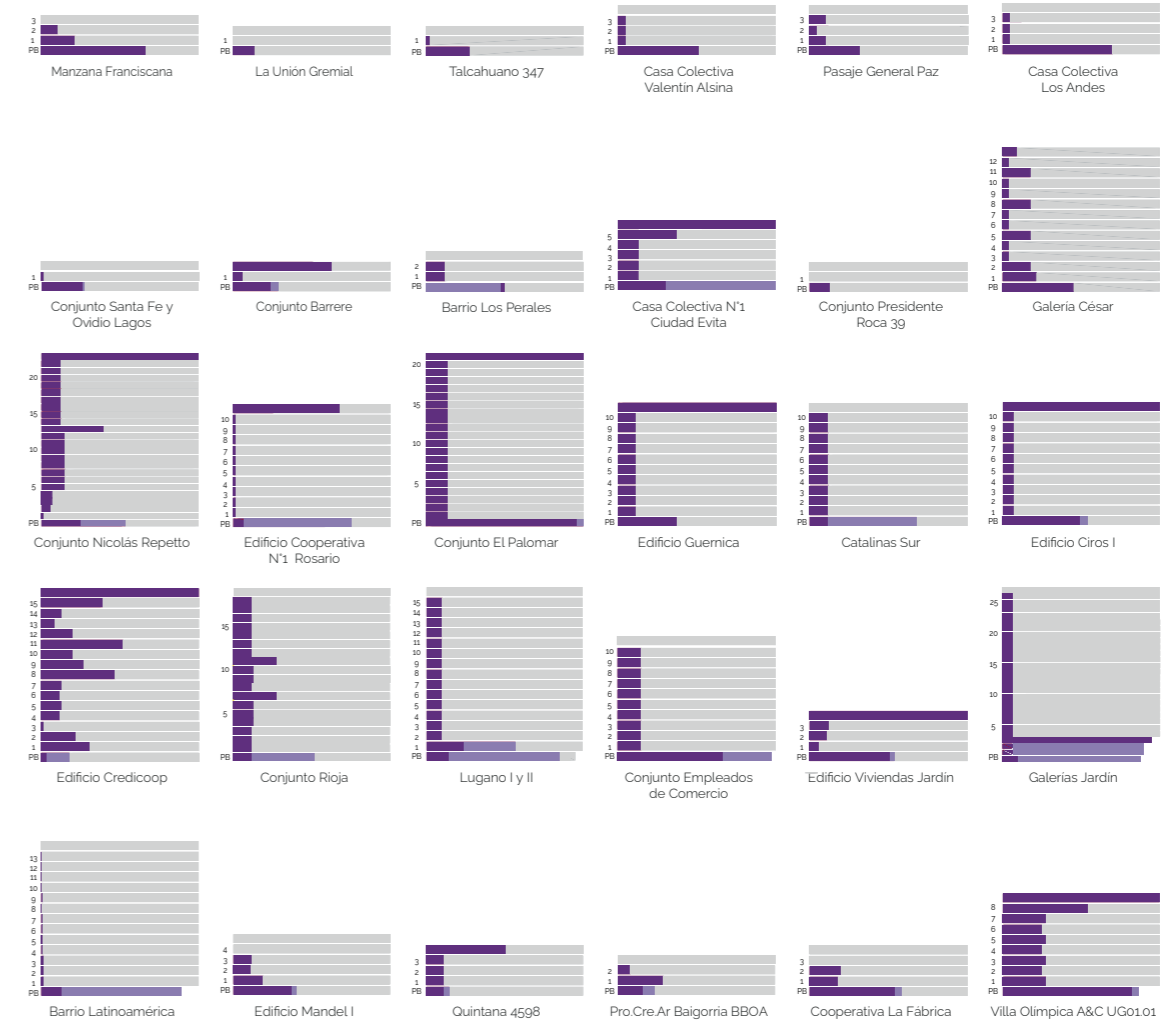 3
2
1
PB
Manzana Franciscana
1
PB
La Unión Gremial
1
PB
Talcahuano 347
3
2
1
PB
Casa Colectiva
Valentín Alsina
3
2
1
PB
Pasaje General Paz
3
2
1
PB
Casa Colectiva
Los Andes
1
PB
Conjunto Santa Fe y
Ovidio Lagos
1
PB
Conjunto Barrere
2
1
PB
Barrio Los Perales
5
4
3
2
1
PB
Casa Colectiva N°1
Ciudad Evita
1
PB
Conjunto Presidente
Roca 39
12
11
10
9
8
7
6
5
4
3
2
1
PB
Galería César
20
15
10
5
PB
Conjunto Nicolás Repetto
10
9
8
7
6
5
4
3
2
1
PB
Edificio Cooperativa
N°1 Rosario
20
15
10
5
PB
Conjunto El Palomar
10
9
8
7
6
5
4
3
2
1
PB
Edificio Guernica
10
9
8
7
6
5
4
3
2
1
PB
Catalinas Sur
10
9
8
7
6
5
4
3
2
1
PB
Edificio Ciros I
15
14
13
12
11
10
9
8
7
6
5
4
3
2
1
PB
Edificio Credicoop
15
10
5
PB
Conjunto Rioja
15
14
13
12
11
10
9
8
7
6
5
4
3
2
1
PB
Lugano I y II
10
9
8
7
6
5
4
3
2
1
PB
Conjunto Empleados
de Comercio
3
2
1
PB
Edificio Viviendas Jardín
25
20
15
10
5
PB
Galerías Jardín
13
12
11
10
9
8
7
6
5
4
3
2
1
PB
Barrio Latinoamérica
4
3
2
1
PB
Edificio Mandel I
3
2
1
PB
Quintana 4598
2
1
PB
Pro.Cre.Ar Baigorria BBOA
3
2
1
PB
Cooperativa La Fábrica
8
7
6
5
4
3
2
1
PB
Villa Olímpica A&C UG01.01